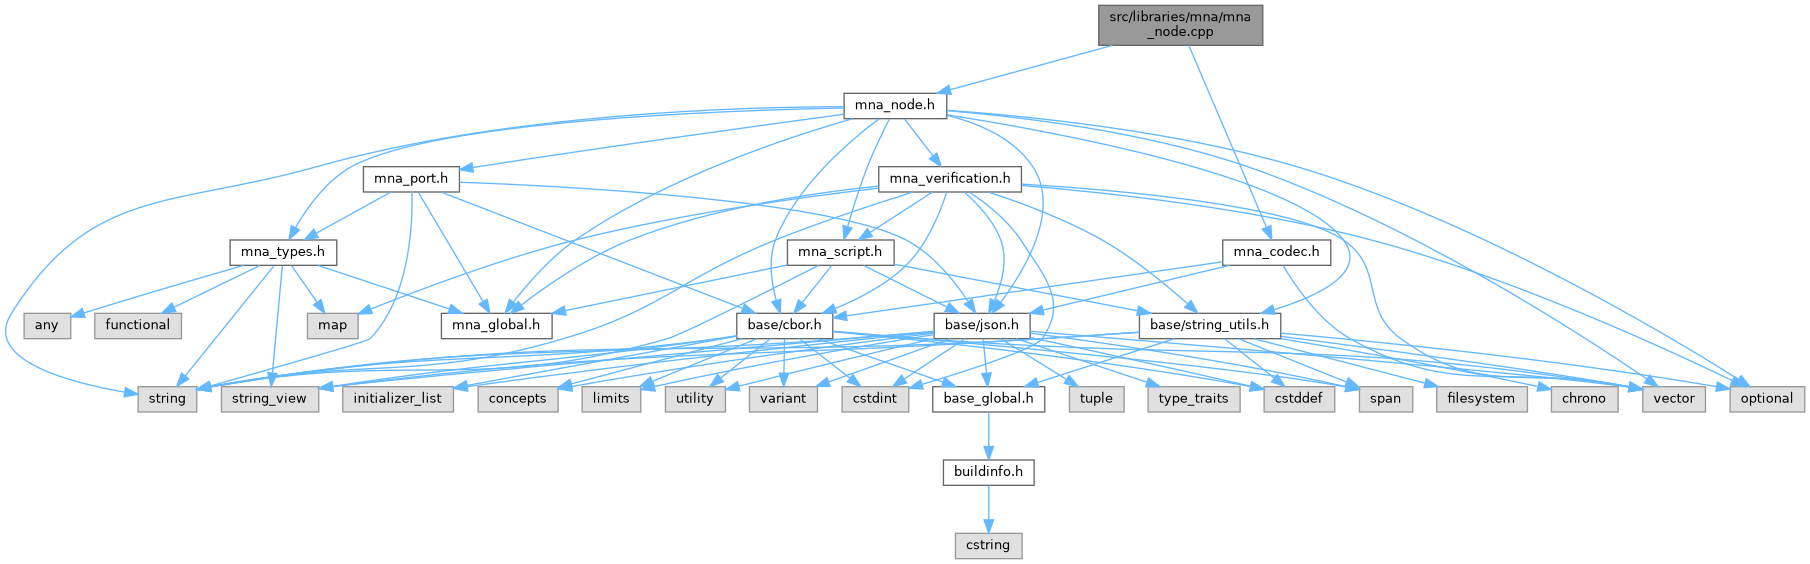 src/libraries/mna/mna
_node.cpp
mna_node.h
mna_port.h
mna_verification.h
mna_types.h
mna_script.h
mna_codec.h
any
functional
map
mna_global.h
base/cbor.h
base/json.h
base/string_utils.h
string
string_view
initializer_list
concepts
limits
utility
variant
cstdint
base_global.h
tuple
type_traits
cstddef
span
filesystem
chrono
vector
optional
buildinfo.h
cstring